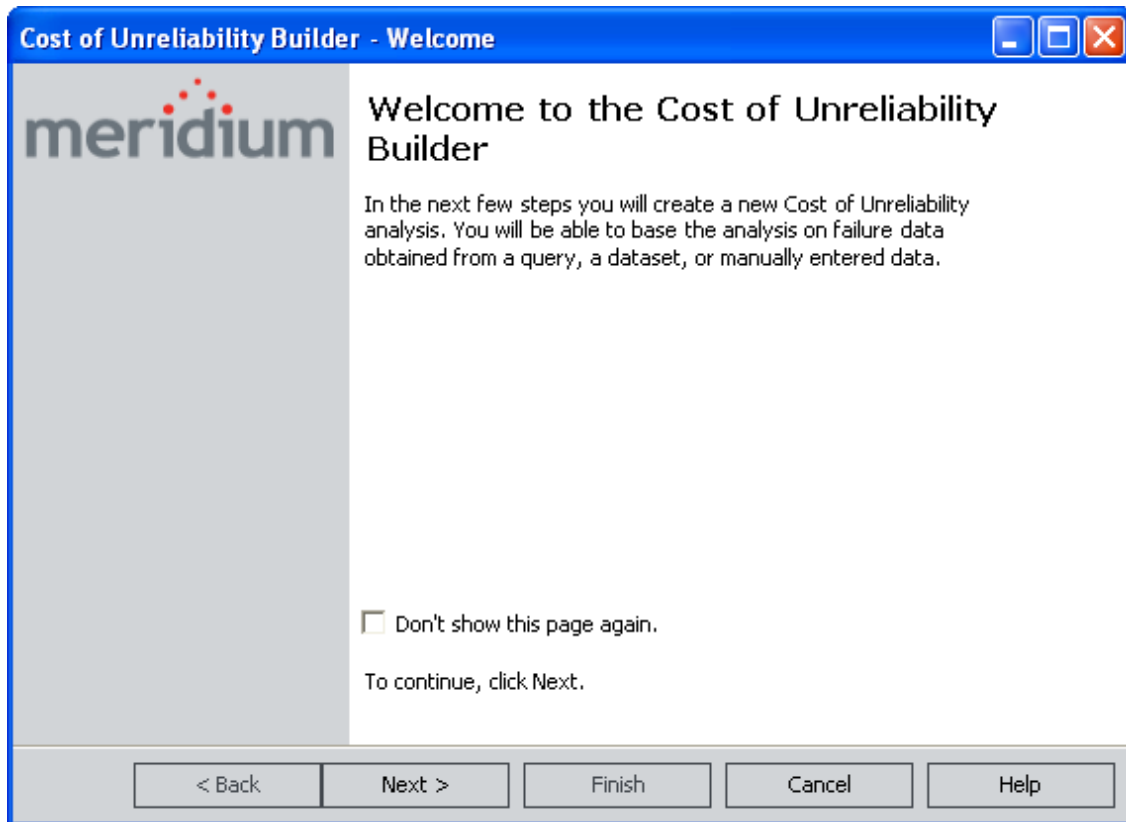 Cost of Unreliability Builder - Welcome
meridium
Welcome to the Cost of Unreliability
Builder
In the next few steps you will create a new Cost of Unreliability
analysis. You will be able to base the analysis on failure data
obtained from a query, a dataset, or manually entered data.
Don't show this page again.
To continue, click Next.
< Back
Next >
Finish
Cancel
Help